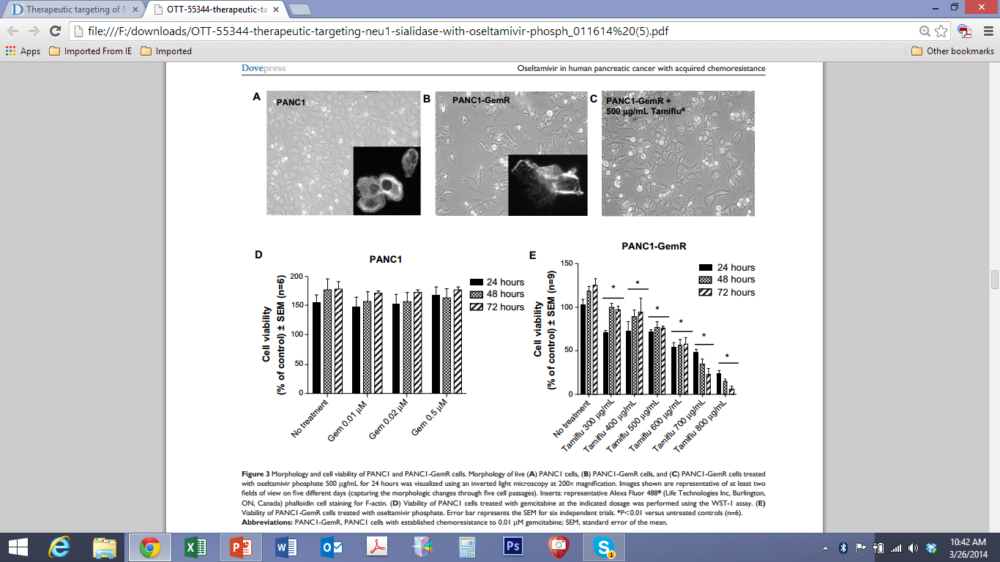 Therapeutic targeting of N
OTT-55344-therapeutic-ta
file:///F:/downloads/OTT-55344-therapeutic-targeting-neu1-sialidase-with-oseltamivir-phosph_011614%20(5).pdf
Apps Imported From IE Imported Other bookmarks
Dovepress Oseltamivir in human pancreatic cancer with acquired chemoresistance
A PANC1
B PANC1-GemR
C PANC1-GemR +
500 µg/mL Tamiflu®
D PANC1
200
150
100
50
0
Cell viability
(% of control) ± SEM (n=6)
24 hours
48 hours
72 hours
No treatment
Gem 0.01 µM
Gem 0.02 µM
Gem 0.5 µM
E PANC1-GemR
150
100
50
0
Cell viability
(% of control) ± SEM (n=9)
24 hours
48 hours
72 hours
* * * * * *
No treatment
Tamiflu 300 µg/mL
Tamiflu 400 µg/mL
Tamiflu 500 µg/mL
Tamiflu 600 µg/mL
Tamiflu 700 µg/mL
Tamiflu 800 µg/mL
Figure 3 Morphology and cell viability of PANC1 and PANC1-GemR cells. Morphology of live (A) PANC1 cells, (B) PANC1-GemR cells, and (C) PANC1-GemR cells treated
with oseltamivir phosphate 500 µg/mL for 24 hours was visualized using an inverted light microscopy at 200× magnification. Images shown are representative of at least two
fields of view on five different days (capturing the morphologic changes through five cell passages). Inserts: representative Alexa Fluor 488® (Life Technologies Inc, Burlington,
ON, Canada) phalloidin cell staining for F-actin. (D) Viability of PANC1 cells treated with gemcitabine at the indicated dosage was performed using the WST-1 assay. (E)
Viability of PANC1-GemR cells treated with oseltamivir phosphate. Error bar represents the SEM for six independent trials. *P<0.01 versus untreated controls (n=6).
Abbreviations: PANC1-GemR, PANC1 cells with established chemoresistance to 0.01 µM gemcitabine; SEM, standard error of the mean.
10:42 AM
3/26/2014